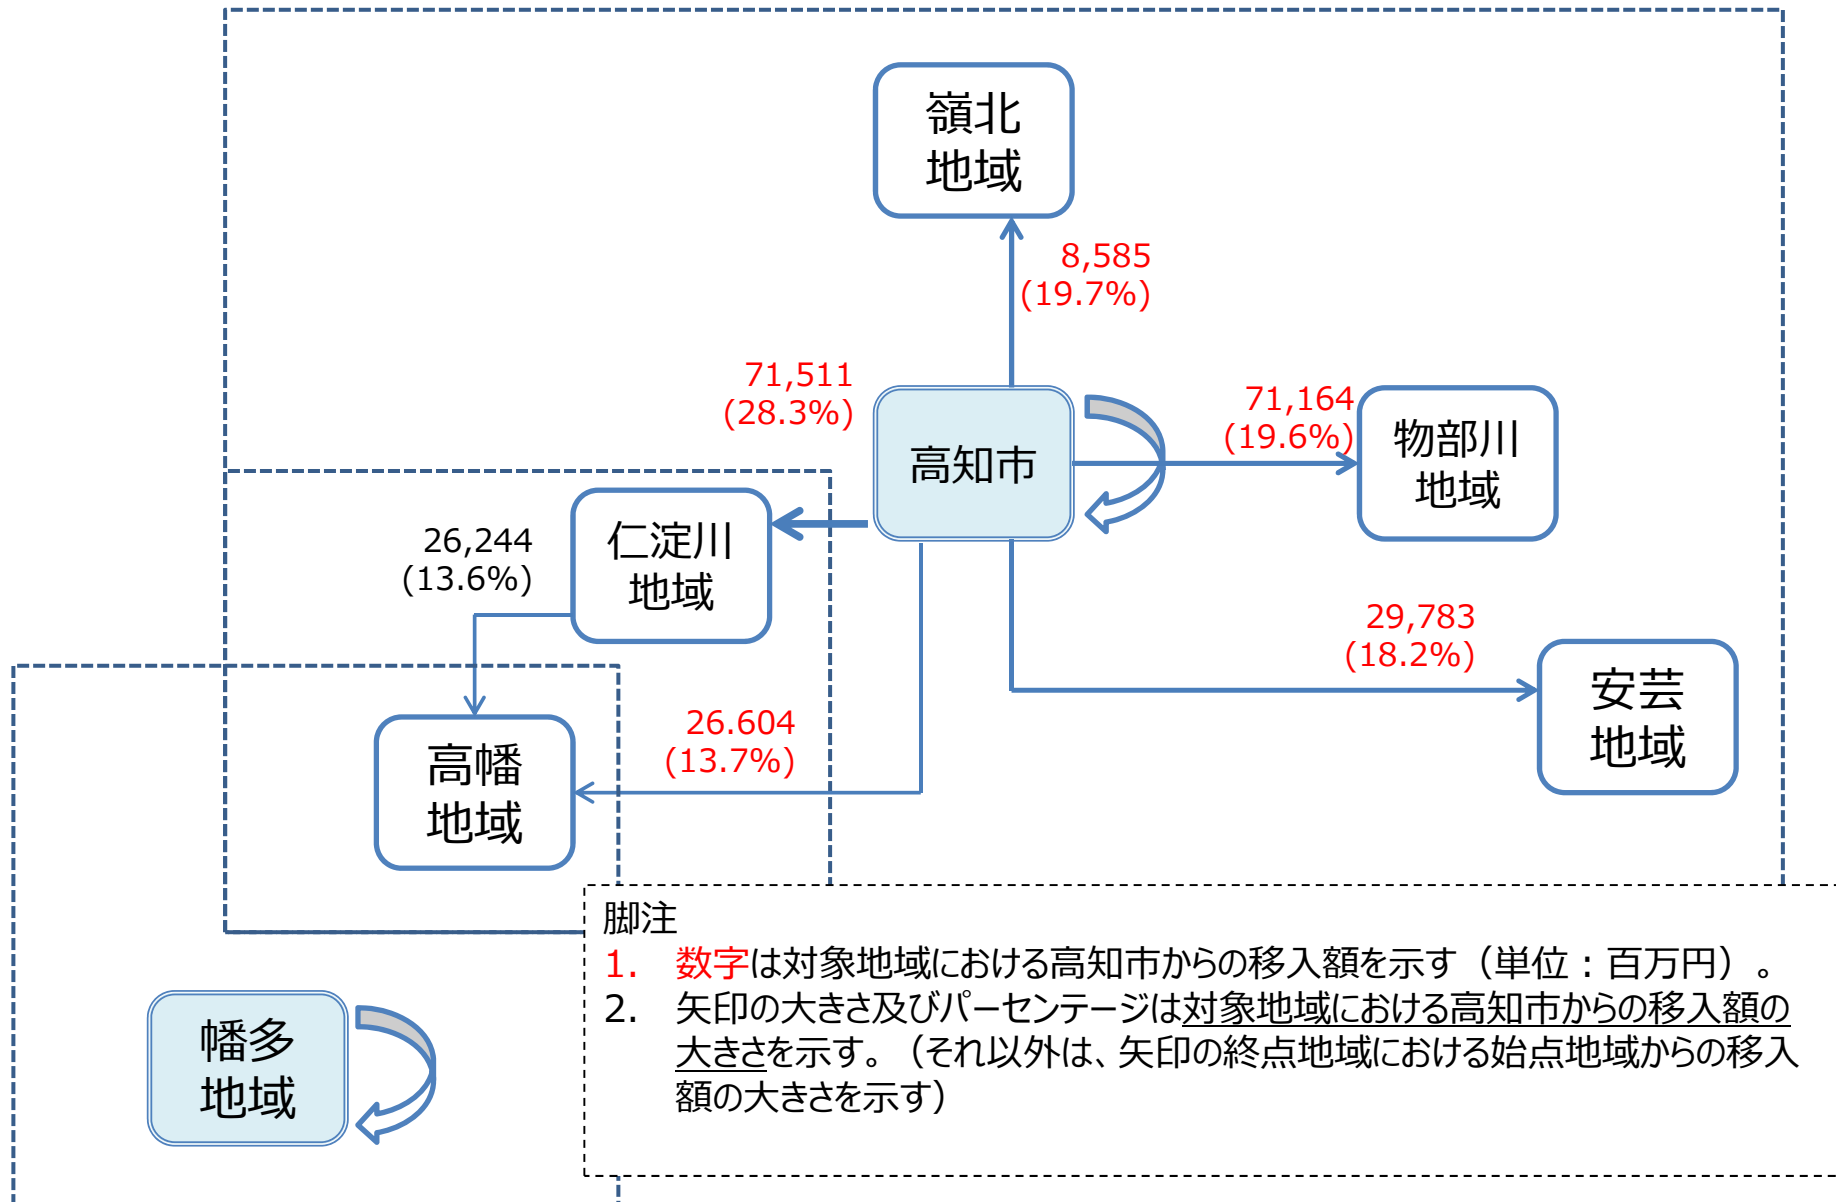 嶺北
地域
8,585
(19.7%)
71,511
(28.3%)
高知市
71,164
(19.6%)
物部川
地域
26,244
(13.6%)
仁淀川
地域
29,783
(18.2%)
安芸
地域
26.604
(13.7%)
高幡
地域
脚注
1. 数字は対象地域における高知市からの移入額を示す（単位：百万円）。
2. 矢印の大きさ及びパーセンテージは対象地域における高知市からの移入額の
大きさを示す。（それ以外は、矢印の終点地域における始点地域からの移入
額の大きさを示す）
幡多
地域